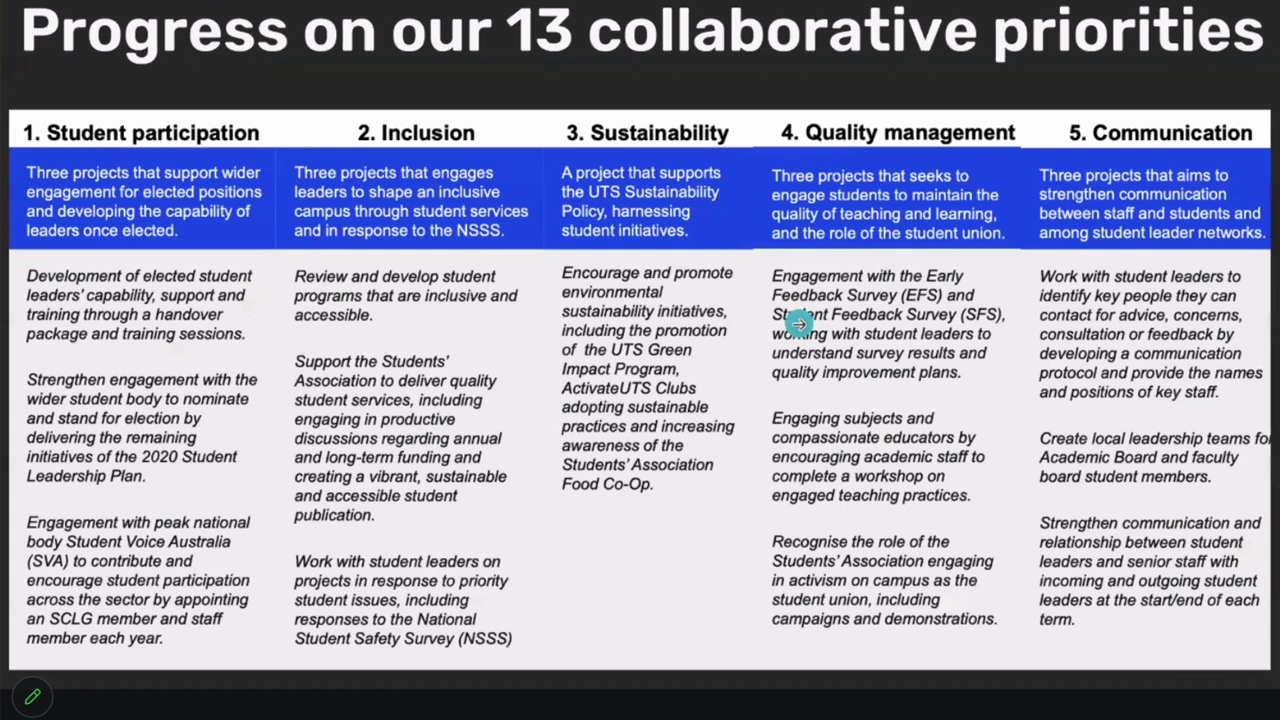 Progress on our 13 collaborative priorities
1. Student participation
Three projects that support wider
engagement for elected positions
and developing the capability of
leaders once elected.
Development of elected student
leaders' capability, support and
training through a handover
package and training sessions.
Strengthen engagement with the
wider student body to nominate
and stand for election by
delivering the remaining
initiatives of the 2020 Student
Leadership Plan.
Engagement with peak national
body Student Voice Australia
(SVA) to contribute and
encourage student participation
across the sector by appointing
an SCLG member and staff
member each year.
2. Inclusion
Three projects that engages
leaders to shape an inclusive
campus through student services
and in response to the NSSS.
Review and develop student
programs that are inclusive and
accessible.
Support the Students'
Association to deliver quality
student services, including
engaging in productive
discussions regarding annual
and long-term funding and
creating a vibrant, sustainable
and accessible student
publication.
Work with student leaders on
projects in response to priority
student issues, including
responses to the National
Student Safety Survey (NSSS)
3. Sustainability
A project that supports
the UTS Sustainability
Policy, harnessing
student initiatives.
Encourage and promote
environmental
sustainability initiatives,
including the promotion
of the UTS Green
Impact Program,
ActivateUTS Clubs
adopting sustainable
practices and increasing
awareness of the
Students' Association
Food Co-Op.
4. Quality management
Three projects that seeks to
engage students to maintain the
quality of teaching and learning,
and the role of the student union.
Engagement with the Early
Feedback Survey (EFS) and
Student Feedback Survey (SFS),
working with student leaders to
understand survey results and
quality improvement plans.
Engaging subjects and
compassionate educators by
encouraging academic staff to
complete a workshop on
engaged teaching practices.
Recognise the role of the
Students' Association engaging
in activism on campus as the
student union, including
campaigns and demonstrations.
5. Communication
Three projects that aims to
strengthen communication
between staff and students and
among student leader networks.
Work with student leaders to
identify key people they can
contact for advice, concerns,
consultation or feedback by
developing a communication
protocol and provide the names
and positions of key staff.
Create local leadership teams for
Academic Board and faculty
board student members.
Strengthen communication and
relationship between student
leaders and senior staff with
incoming and outgoing student
leaders at the start/end of each
term.